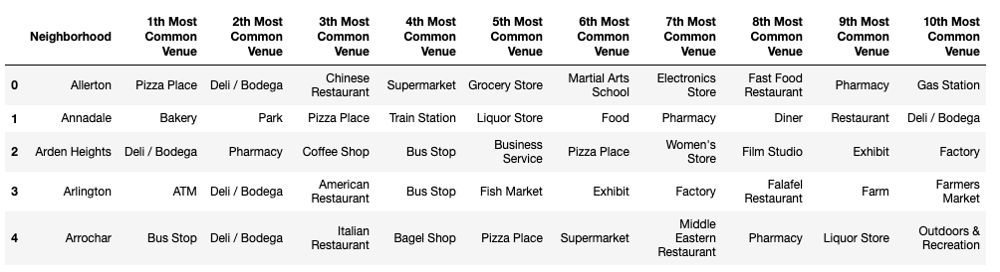 Neighborhood 1th Most Common Venue 2th Most Common Venue 3th Most Common Venue 4th Most Common Venue 5th Most Common Venue 6th Most Common Venue 7th Most Common Venue 8th Most Common Venue 9th Most Common Venue 10th Most Common Venue
0 Allerton Pizza Place Deli / Bodega Chinese Restaurant Supermarket Grocery Store Martial Arts School Electronics Store Fast Food Restaurant Pharmacy Gas Station
1 Annadale Bakery Park Pizza Place Train Station Liquor Store Food Pharmacy Diner Restaurant Deli / Bodega
2 Arden Heights Deli / Bodega Pharmacy Coffee Shop Bus Stop Business Service Pizza Place Women's Store Film Studio Exhibit Factory
3 Arlington ATM Deli / Bodega American Restaurant Bus Stop Fish Market Exhibit Factory Falafel Restaurant Farm Farmers Market
4 Arrochar Bus Stop Deli / Bodega Italian Restaurant Bagel Shop Pizza Place Supermarket Middle Eastern Restaurant Pharmacy Liquor Store Outdoors & Recreation